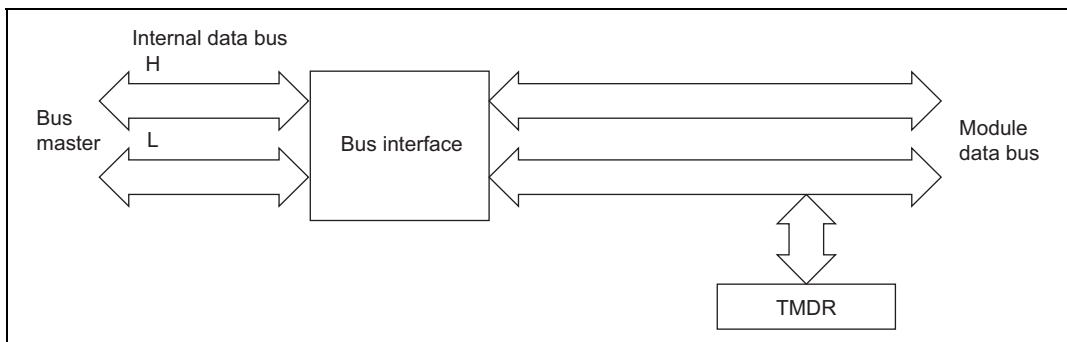 Internal data bus
H
Bus
master
L
Bus interface
Module
data bus
TMDR